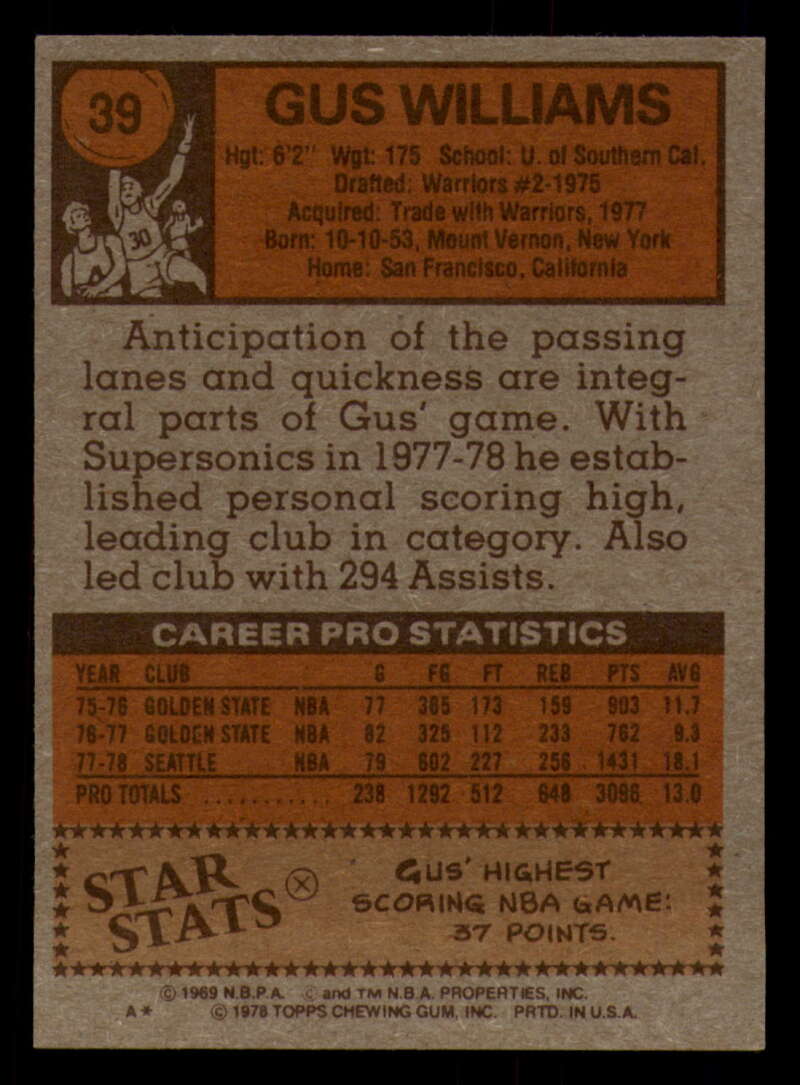 39
GUS WILLIAMS
Hgt: 6'2" Wgt: 175 School: U. of Southern Cal.
Drafted: Warriors #2-1975
Acquired: Trade with Warriors, 1977
Born: 10-10-53, Mount Vernon, New York
Home: San Francisco, California
30
Anticipation of the passing
lanes and quickness are integ-
ral parts of Gus' game. With
Supersonics in 1977-78 he estab-
lished personal scoring high,
leading club in category. Also
led club with 294 Assists.
CAREER PRO STATISTICS
YEAR CLUB G FG FT REB PTS AVG
75-76 GOLDEN STATE NBA 77 365 173 159 903 11.7
76-77 GOLDEN STATE NBA 82 325 112 233 762 9.3
77-78 SEATTLE NBA 79 602 227 256 1431 18.1
PRO TOTALS ........... 238 1292 512 648 3096 13.0
STAR
STATS
GUS' HIGHEST
SCORING NBA GAME:
37 POINTS.
© 1969 N.B.P.A. © and TM N.B.A. PROPERTIES, INC.
A* © 1978 TOPPS CHEWING GUM, INC. PRTD. IN U.S.A.